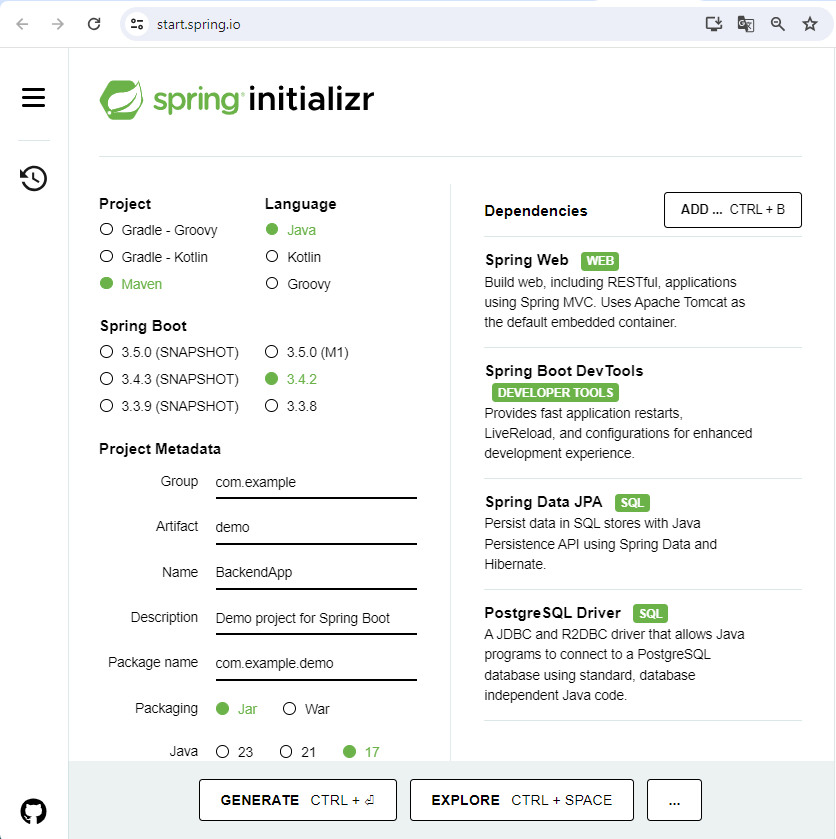 start.spring.io
spring initializr
Project
Gradle - Groovy
Gradle - Kotlin
Maven
Language
Java
Kotlin
Groovy
Spring Boot
3.5.0 (SNAPSHOT) 3.5.0 (M1)
3.4.3 (SNAPSHOT) 3.4.2
3.3.9 (SNAPSHOT) 3.3.8
Project Metadata
Group com.example
Artifact demo
Name BackendApp
Description Demo project for Spring Boot
Package name com.example.demo
Packaging Jar War
Java 23 21 17
Dependencies
ADD ... CTRL + B
Spring Web WEB
Build web, including RESTful, applications
using Spring MVC. Uses Apache Tomcat as
the default embedded container.
Spring Boot DevTools
DEVELOPER TOOLS
Provides fast application restarts,
LiveReload, and configurations for enhanced
development experience.
Spring Data JPA SQL
Persist data in SQL stores with Java
Persistence API using Spring Data and
Hibernate.
PostgreSQL Driver SQL
A JDBC and R2DBC driver that allows Java
programs to connect to a PostgreSQL
database using standard, database
independent Java code.
GENERATE CTRL + ⏎
EXPLORE CTRL + SPACE
...